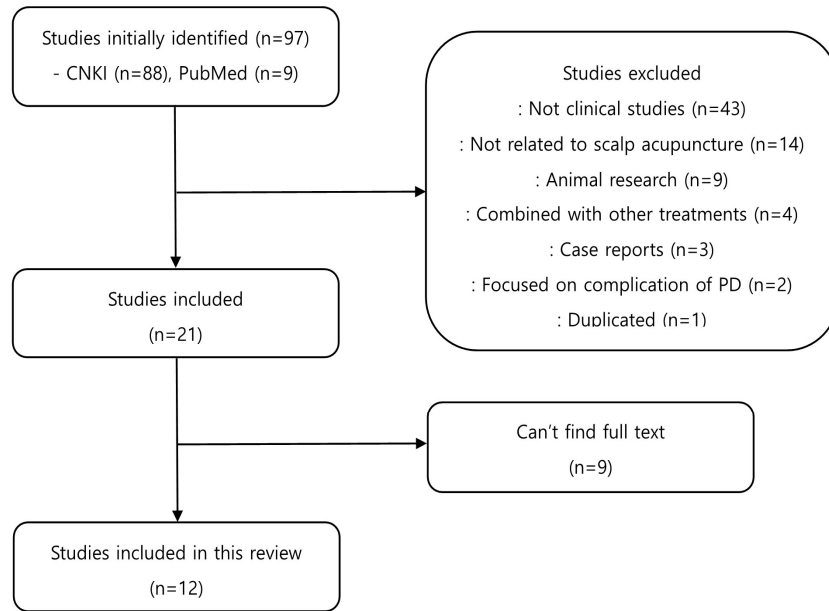 Studies initially identified (n=97)
- CNKI (n=88), PubMed (n=9)
Studies excluded
: Not clinical studies (n=43)
: Not related to scalp acupuncture (n=14)
: Animal research (n=9)
: Combined with other treatments (n=4)
: Case reports (n=3)
: Focused on complication of PD (n=2)
: Duplicated (n=1)
Studies included
(n=21)
Can't find full text
(n=9)
Studies included in this review
(n=12)